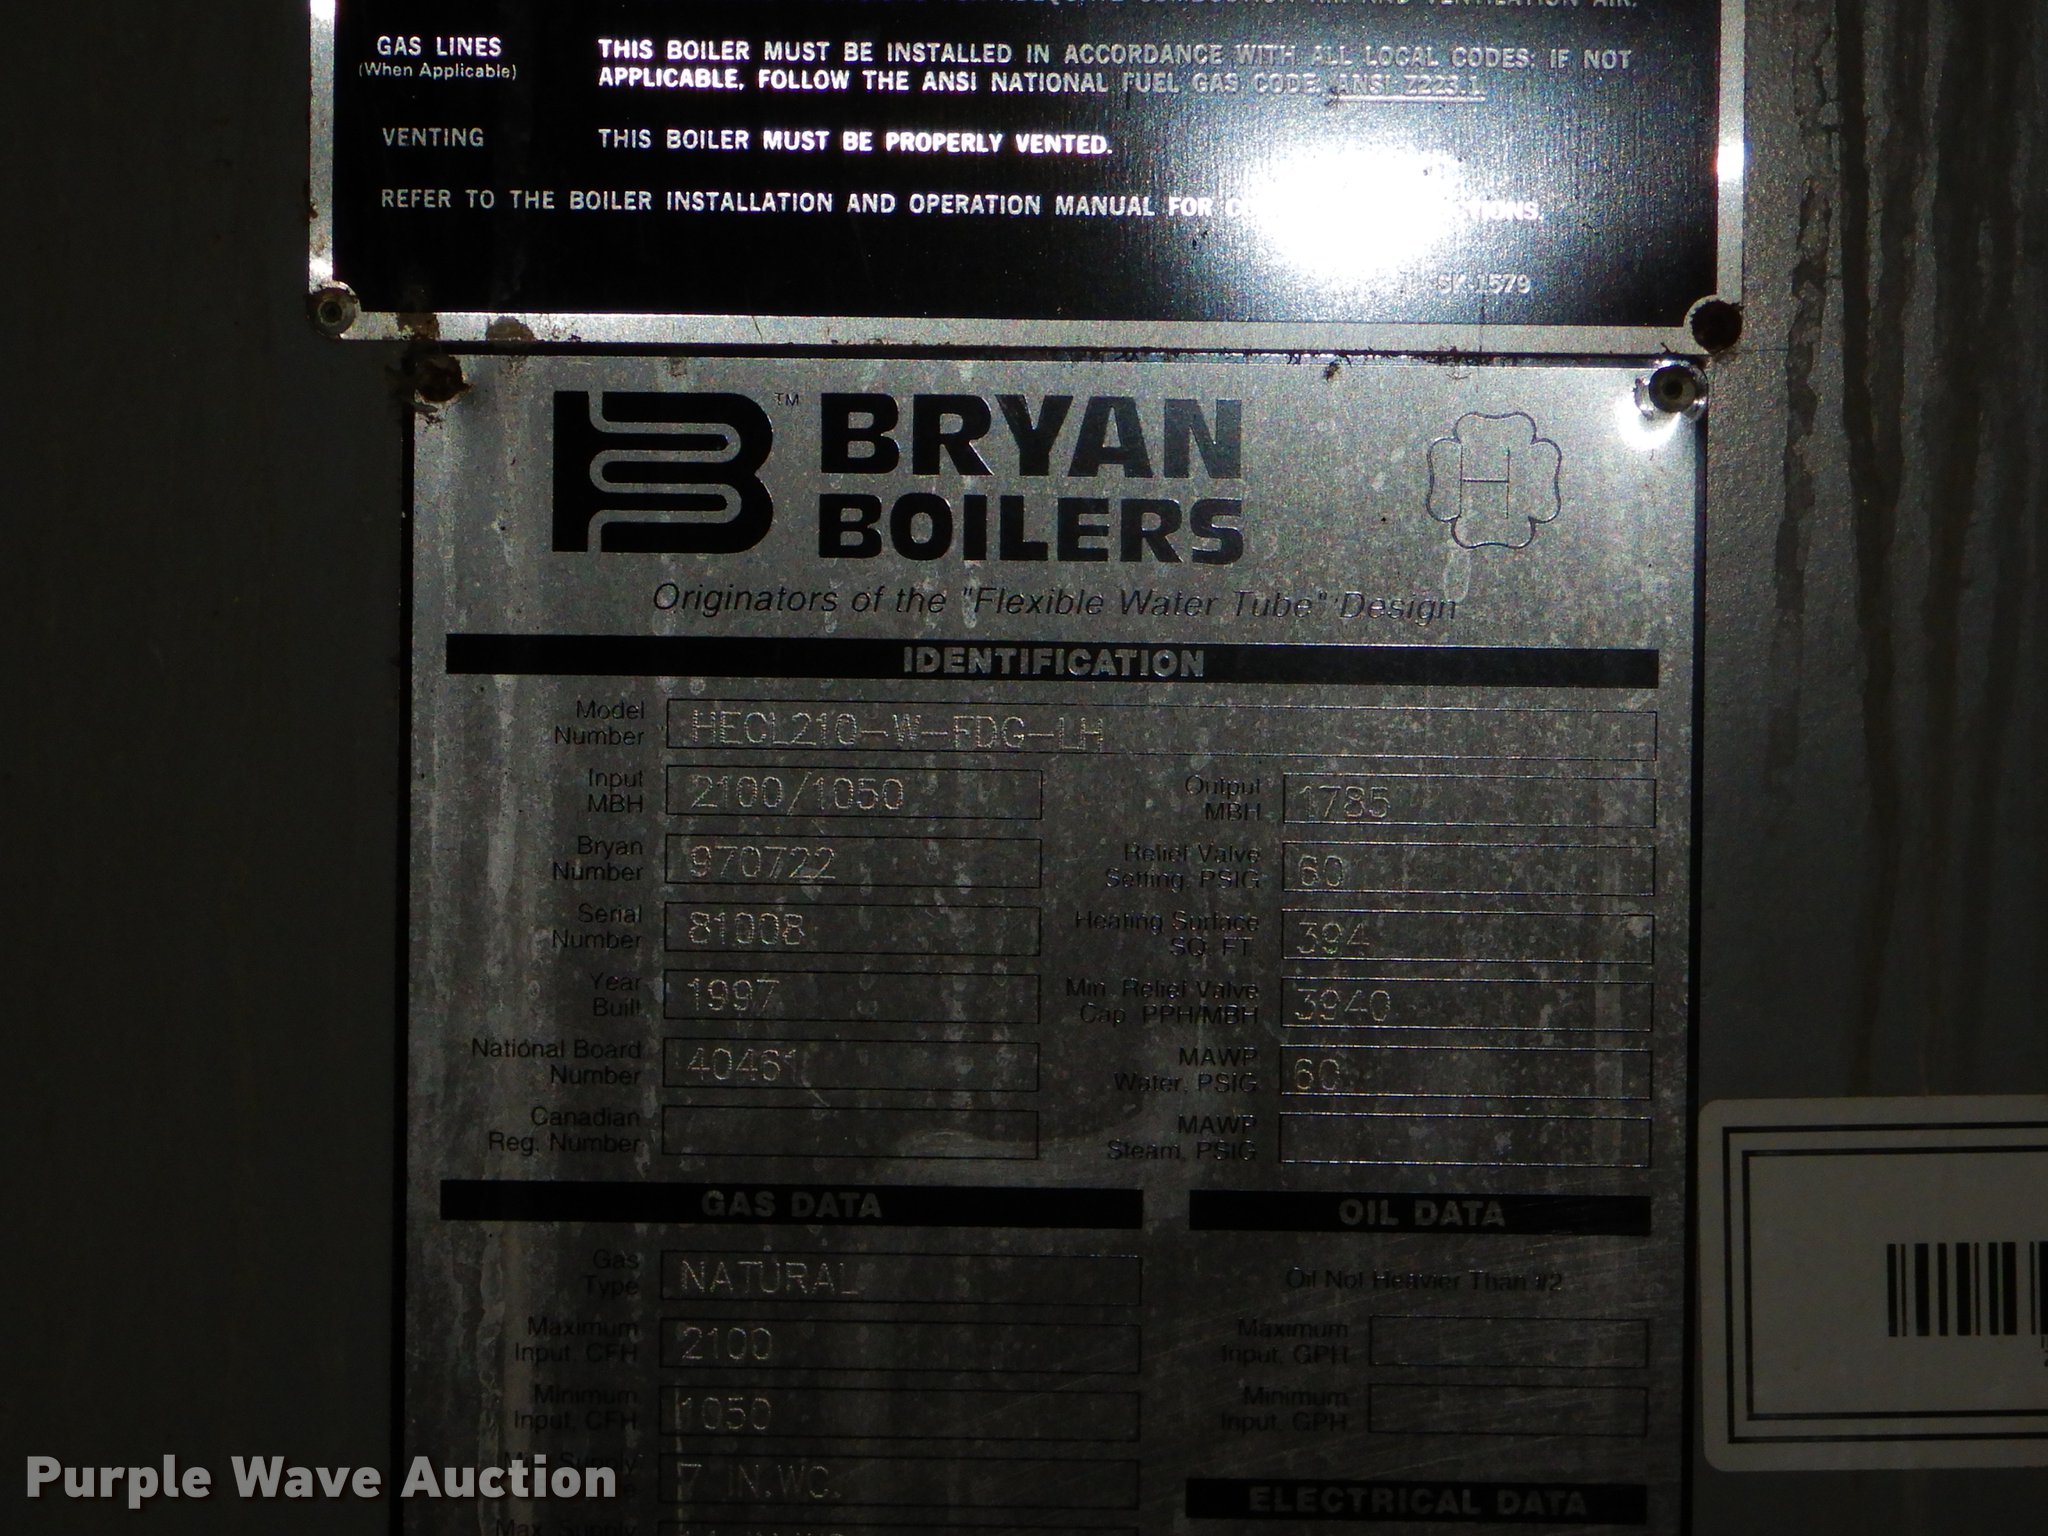 GAS LINES
(When Applicable)
THIS BOILER MUST BE INSTALLED IN ACCORDANCE WITH ALL LOCAL CODES; IF NOT
APPLICABLE, FOLLOW THE ANSI NATIONAL FUEL GAS CODE, ANSI Z223.1
VENTING
THIS BOILER MUST BE PROPERLY VENTED.
REFER TO THE BOILER INSTALLATION AND OPERATION MANUAL FOR
1579
B™ BRYAN
BOILERS
H
Originators of the "Flexible Water Tube" Design
IDENTIFICATION
Model
Number
HECL210-W-FDG-LH
Input
MBH
2100/1050
Output
MBH
1785
Bryan
Number
970722
Relief Valve
Setting, PSIG
60
Serial
Number
81008
Heating Surface
SQ. FT.
394
Year
Built
1997
Min. Relief Valve
Cap. PPH/MBH
3940
National Board
Number
40461
MAWP
Water, PSIG
60
Canadian
Reg. Number
MAWP
Steam, PSIG
GAS DATA
OIL DATA
Gas
Type
NATURAL
Oil Not Heavier Than #2
Maximum
Input, CFH
2100
Maximum
Input, GPH
Minimum
Input, CFH
1050
Minimum
Input, GPH
Supply
7 IN.WC.
ELECTRICAL DATA
Max. Supply
Purple Wave Auction